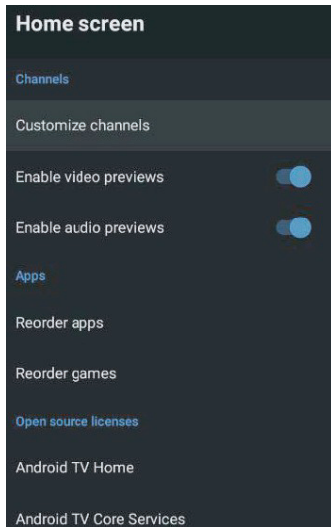 Home screen
Channels
Customize channels
Enable video previews
Enable audio previews
Apps
Reorder apps
Reorder games
Open source licenses
Android TV Home
Android TV Core Services